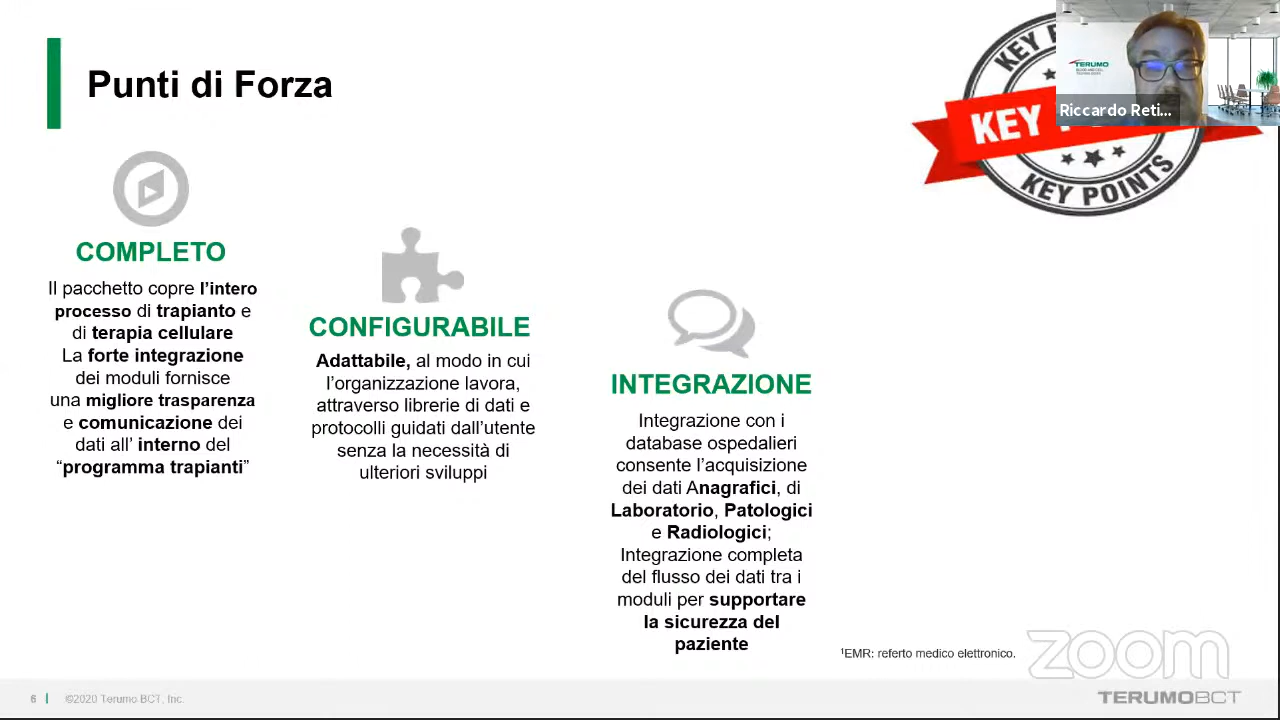 Punti di Forza
KEY
KEY
KEY POINTS
TERUMO
Riccardo Reti...
COMPLETO
Il pacchetto copre l’intero
processo di trapianto e
di terapia cellulare
La forte integrazione
dei moduli fornisce
una migliore trasparenza
e comunicazione dei
dati all’ interno del
“programma trapianti”
CONFIGURABILE
Adattabile, al modo in cui
l’organizzazione lavora,
attraverso librerie di dati e
protocolli guidati dall’utente
senza la necessità di
ulteriori sviluppi
INTEGRAZIONE
Integrazione con i
database ospedalieri
consente l’acquisizione
dei dati Anagrafici, di
Laboratorio, Patologici
e Radiologici;
Integrazione completa
del flusso dei dati tra i
moduli per supportare
la sicurezza del
paziente
¹EMR: referto medico elettronico.
zoom
6 ©2020 Terumo BCT, Inc.
TERUMOBCT